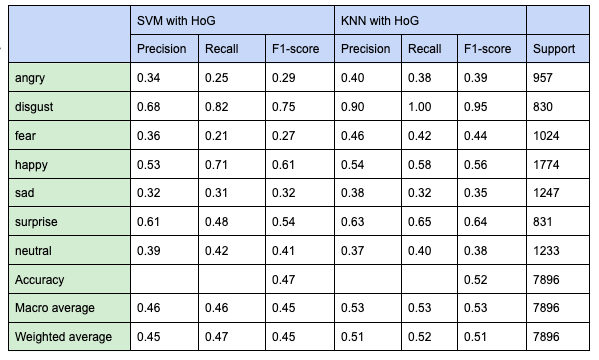 SVM with HoG KNN with HoG
Precision Recall F1-score Precision Recall F1-score Support
angry 0.34 0.25 0.29 0.40 0.38 0.39 957
disgust 0.68 0.82 0.75 0.90 1.00 0.95 830
fear 0.36 0.21 0.27 0.46 0.42 0.44 1024
happy 0.53 0.71 0.61 0.54 0.58 0.56 1774
sad 0.32 0.31 0.32 0.38 0.32 0.35 1247
surprise 0.61 0.48 0.54 0.63 0.65 0.64 831
neutral 0.39 0.42 0.41 0.37 0.40 0.38 1233
Accuracy 0.47 0.52 7896
Macro average 0.46 0.46 0.45 0.53 0.53 0.53 7896
Weighted average 0.45 0.47 0.45 0.51 0.52 0.51 7896